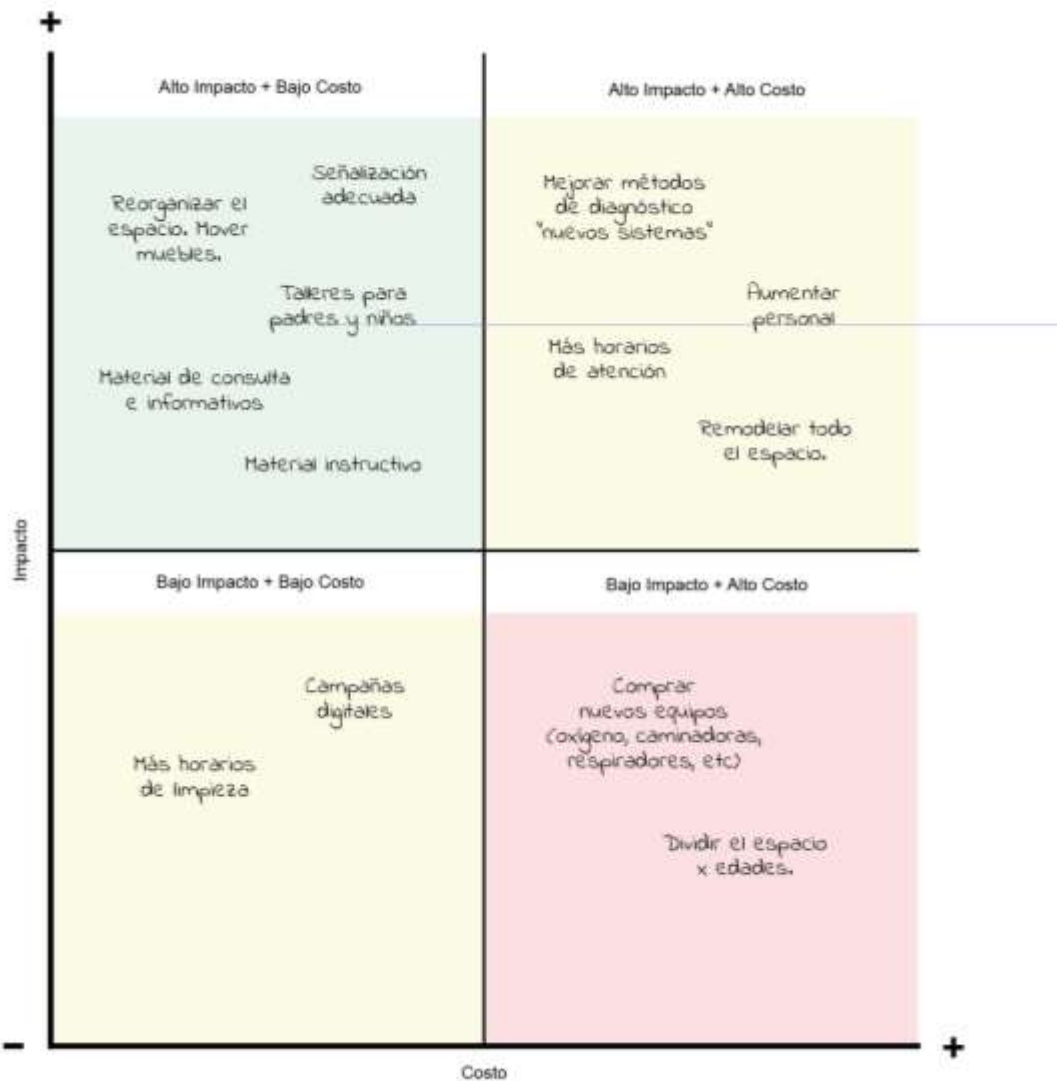 +
Alto Impacto + Bajo Costo
Alto Impacto + Alto Costo
Señalización
adecuada
Reorganizar el
espacio. Mover
muebles.
Talleres para
padres y niños
Material de consulta
e informativos
Material instructivo
Mejorar métodos
de diagnóstico
"nuevos sistemas"
Aumentar
personal
Más horarios
de atención
Remodelar todo
el espacio.
Impacto
Bajo Impacto + Bajo Costo
Bajo Impacto + Alto Costo
Campañas
digitales
Más horarios
de limpieza
Comprar
nuevos equipos
(oxígeno, caminadoras,
respiradores, etc)
Dividir el espacio
x edades.
-
+
Costo